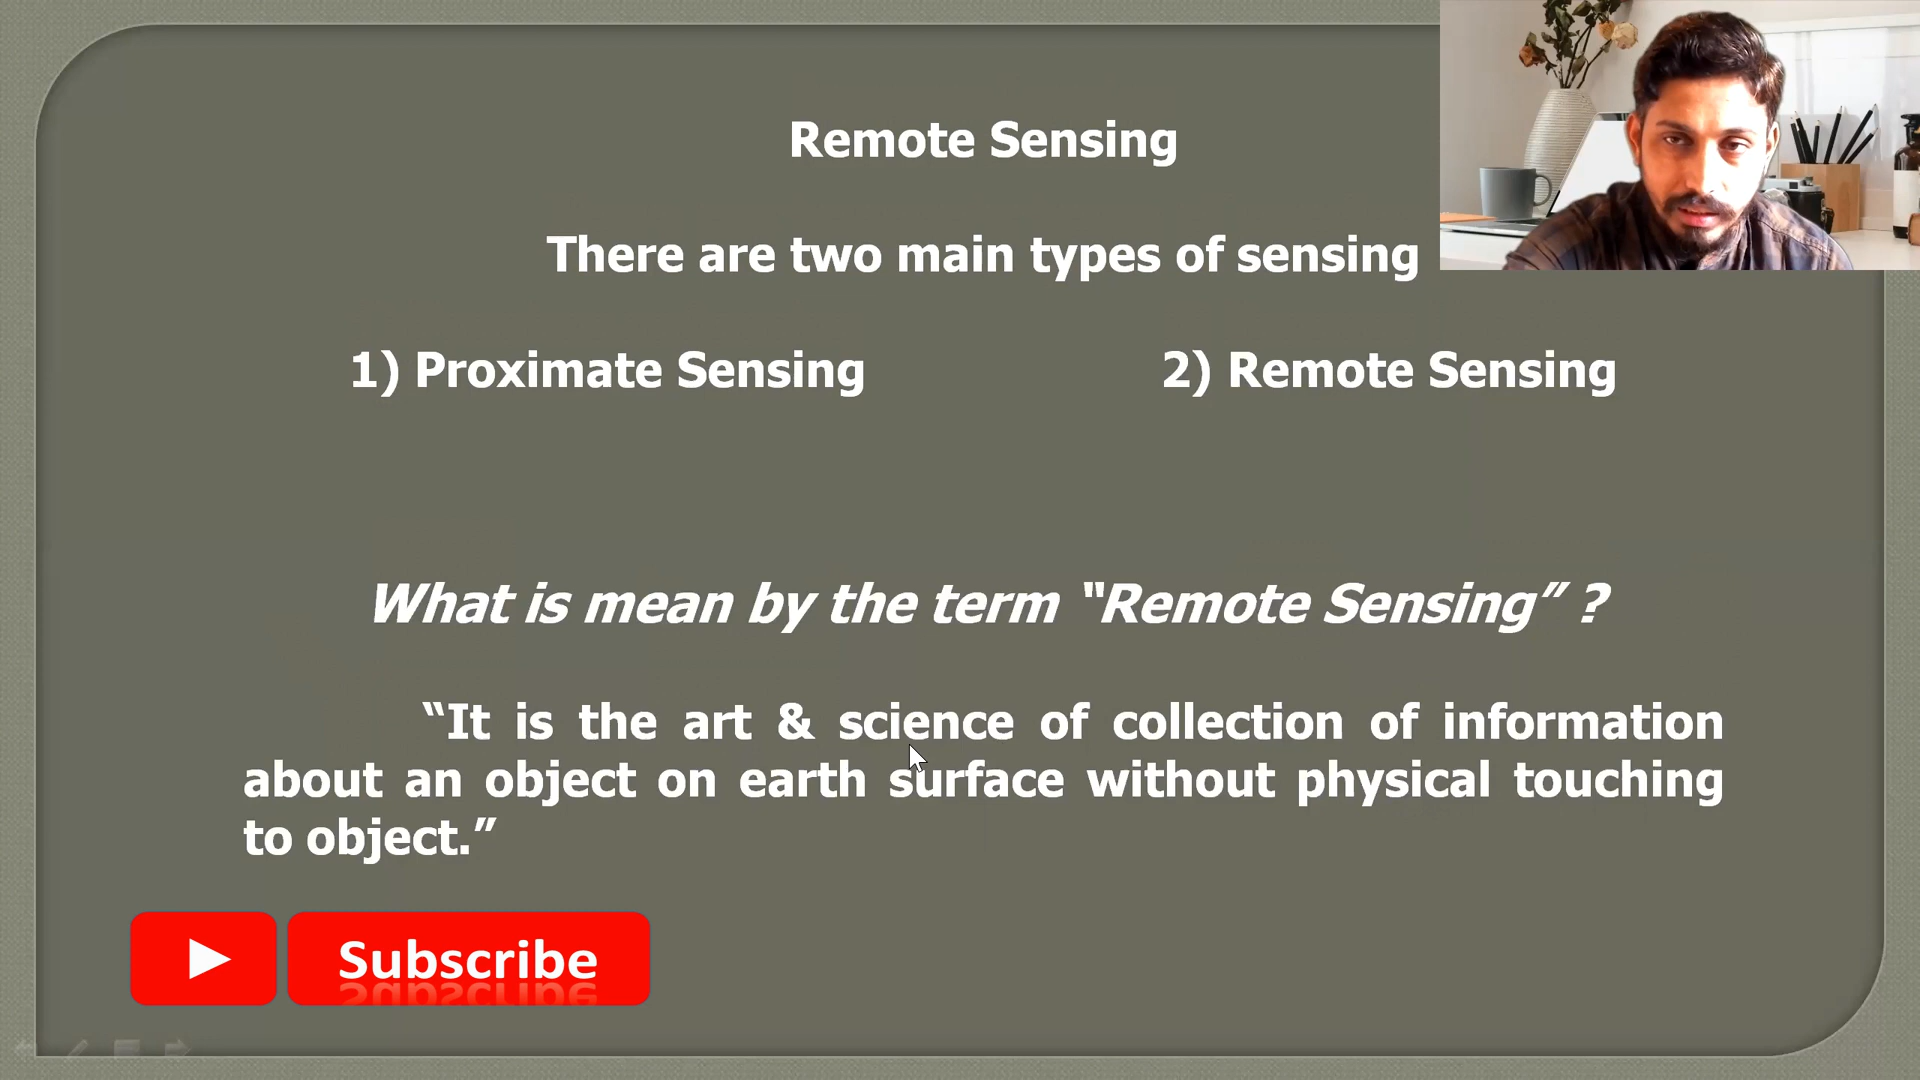 Remote Sensing
There are two main types of sensing
1) Proximate Sensing 2) Remote Sensing
What is mean by the term “Remote Sensing” ?
“It is the art & science of collection of information
about an object on earth surface without physical touching
to object.”
Subscribe